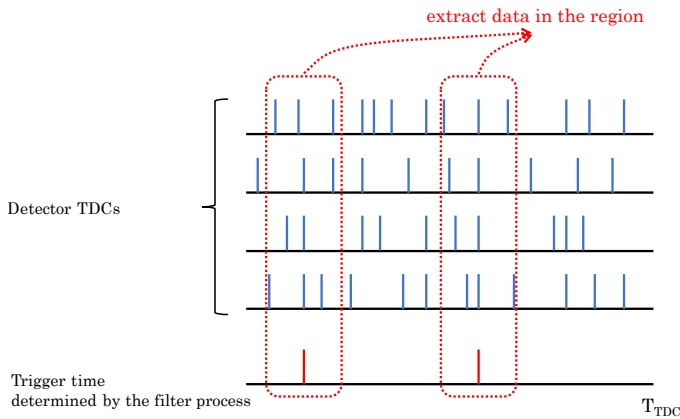 extract data in the region
Detector TDCs
Trigger time
determined by the filter process
T_TDC